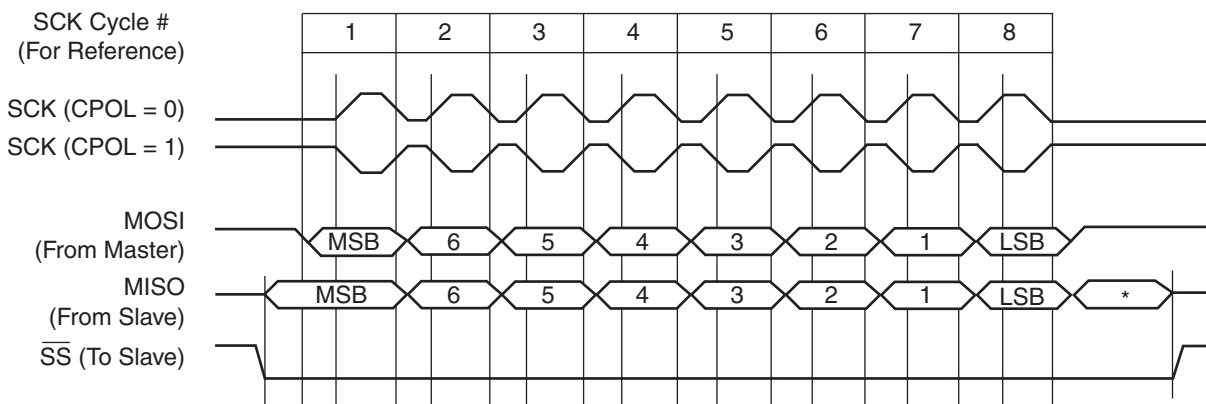 SCK Cycle #
(For Reference)
1 2 3 4 5 6 7 8
SCK (CPOL = 0)
SCK (CPOL = 1)
MOSI
(From Master)
MSB 6 5 4 3 2 1 LSB
MISO
(From Slave)
MSB 6 5 4 3 2 1 LSB *
S̅S̅ (To Slave)